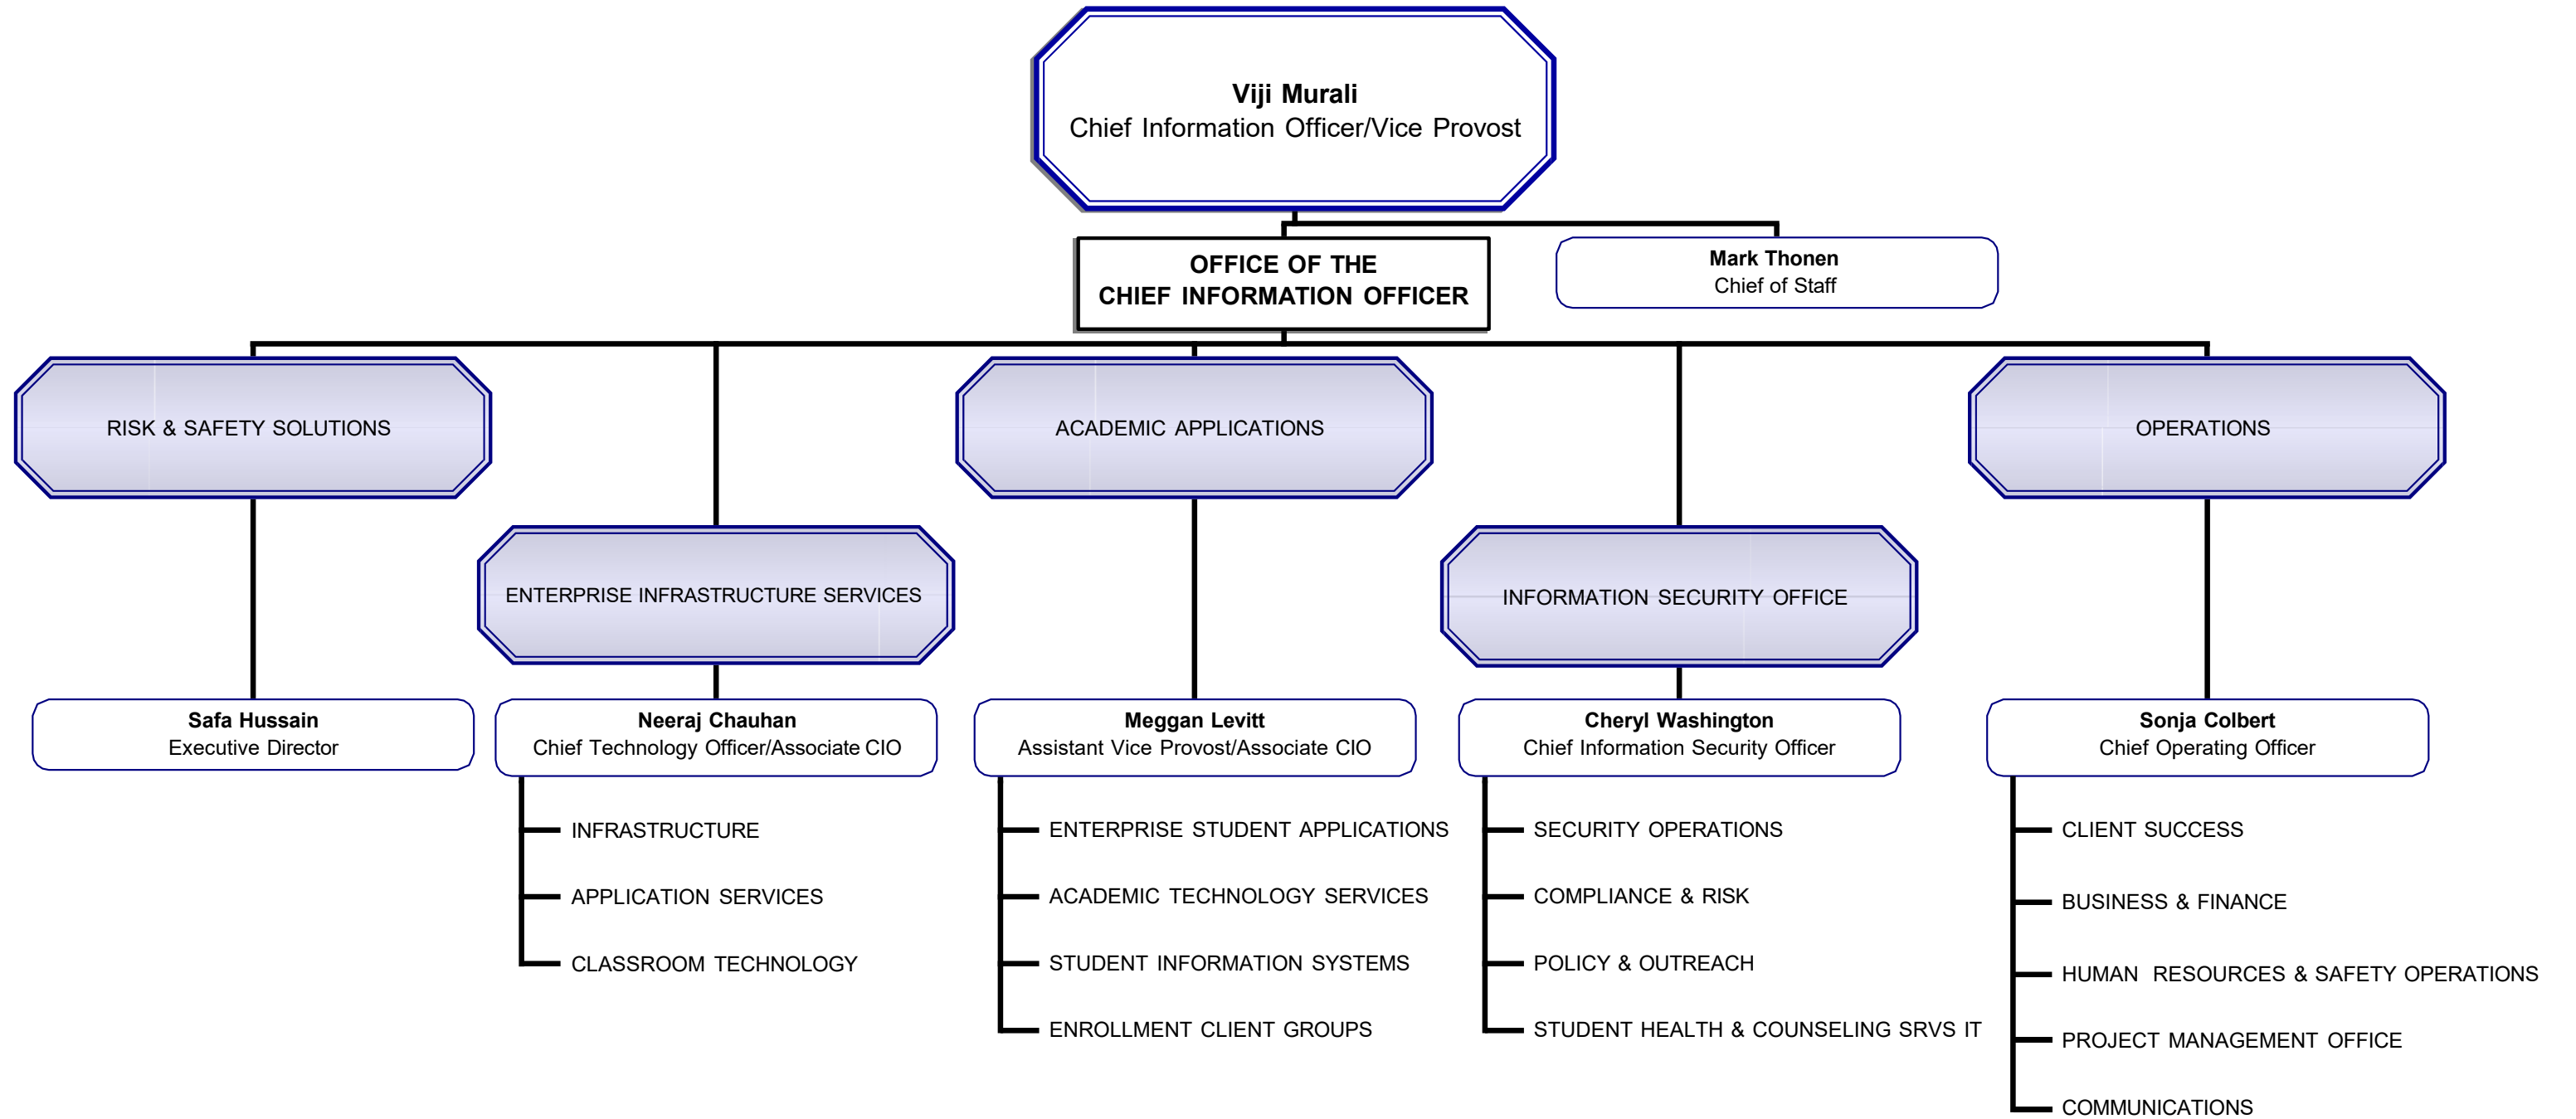 Viji Murali
Chief Information Officer/Vice Provost
OFFICE OF THE
CHIEF INFORMATION OFFICER
Mark Thonen
Chief of Staff
RISK & SAFETY SOLUTIONS
ACADEMIC APPLICATIONS
OPERATIONS
ENTERPRISE INFRASTRUCTURE SERVICES
INFORMATION SECURITY OFFICE
Safa Hussain
Executive Director
Neeraj Chauhan
Chief Technology Officer/Associate CIO
Meggan Levitt
Assistant Vice Provost/Associate CIO
Cheryl Washington
Chief Information Security Officer
Sonja Colbert
Chief Operating Officer
INFRASTRUCTURE
APPLICATION SERVICES
CLASSROOM TECHNOLOGY
ENTERPRISE STUDENT APPLICATIONS
ACADEMIC TECHNOLOGY SERVICES
STUDENT INFORMATION SYSTEMS
ENROLLMENT CLIENT GROUPS
SECURITY OPERATIONS
COMPLIANCE & RISK
POLICY & OUTREACH
STUDENT HEALTH & COUNSELING SRVS IT
CLIENT SUCCESS
BUSINESS & FINANCE
HUMAN RESOURCES & SAFETY OPERATIONS
PROJECT MANAGEMENT OFFICE
COMMUNICATIONS